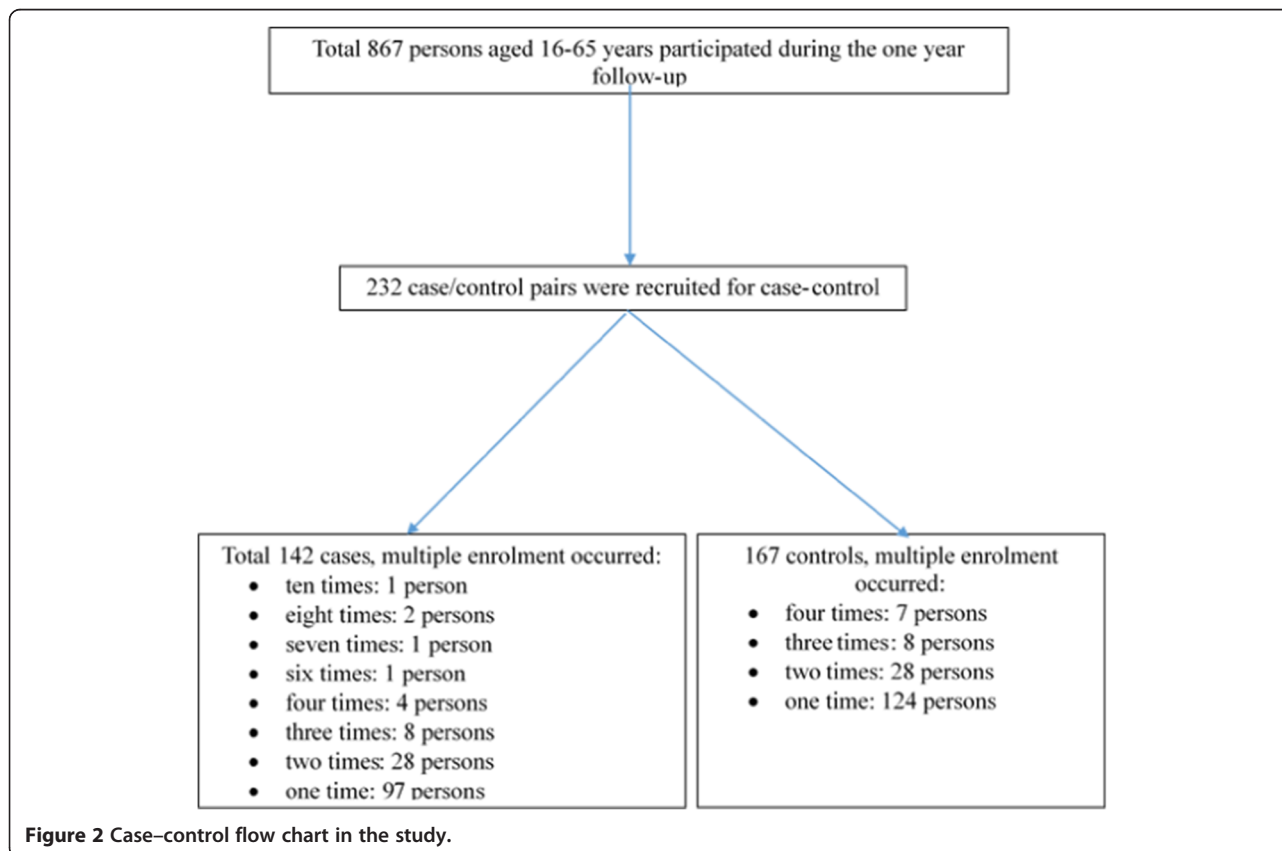 Total 867 persons aged 16-65 years participated during the one year
follow-up
232 case/control pairs were recruited for case-control
Total 142 cases, multiple enrolment occurred:
• ten times: 1 person
• eight times: 2 persons
• seven times: 1 person
• six times: 1 person
• four times: 4 persons
• three times: 8 persons
• two times: 28 persons
• one time: 97 persons
167 controls, multiple enrolment
occurred:
• four times: 7 persons
• three times: 8 persons
• two times: 28 persons
• one time: 124 persons
Figure 2 Case–control flow chart in the study.